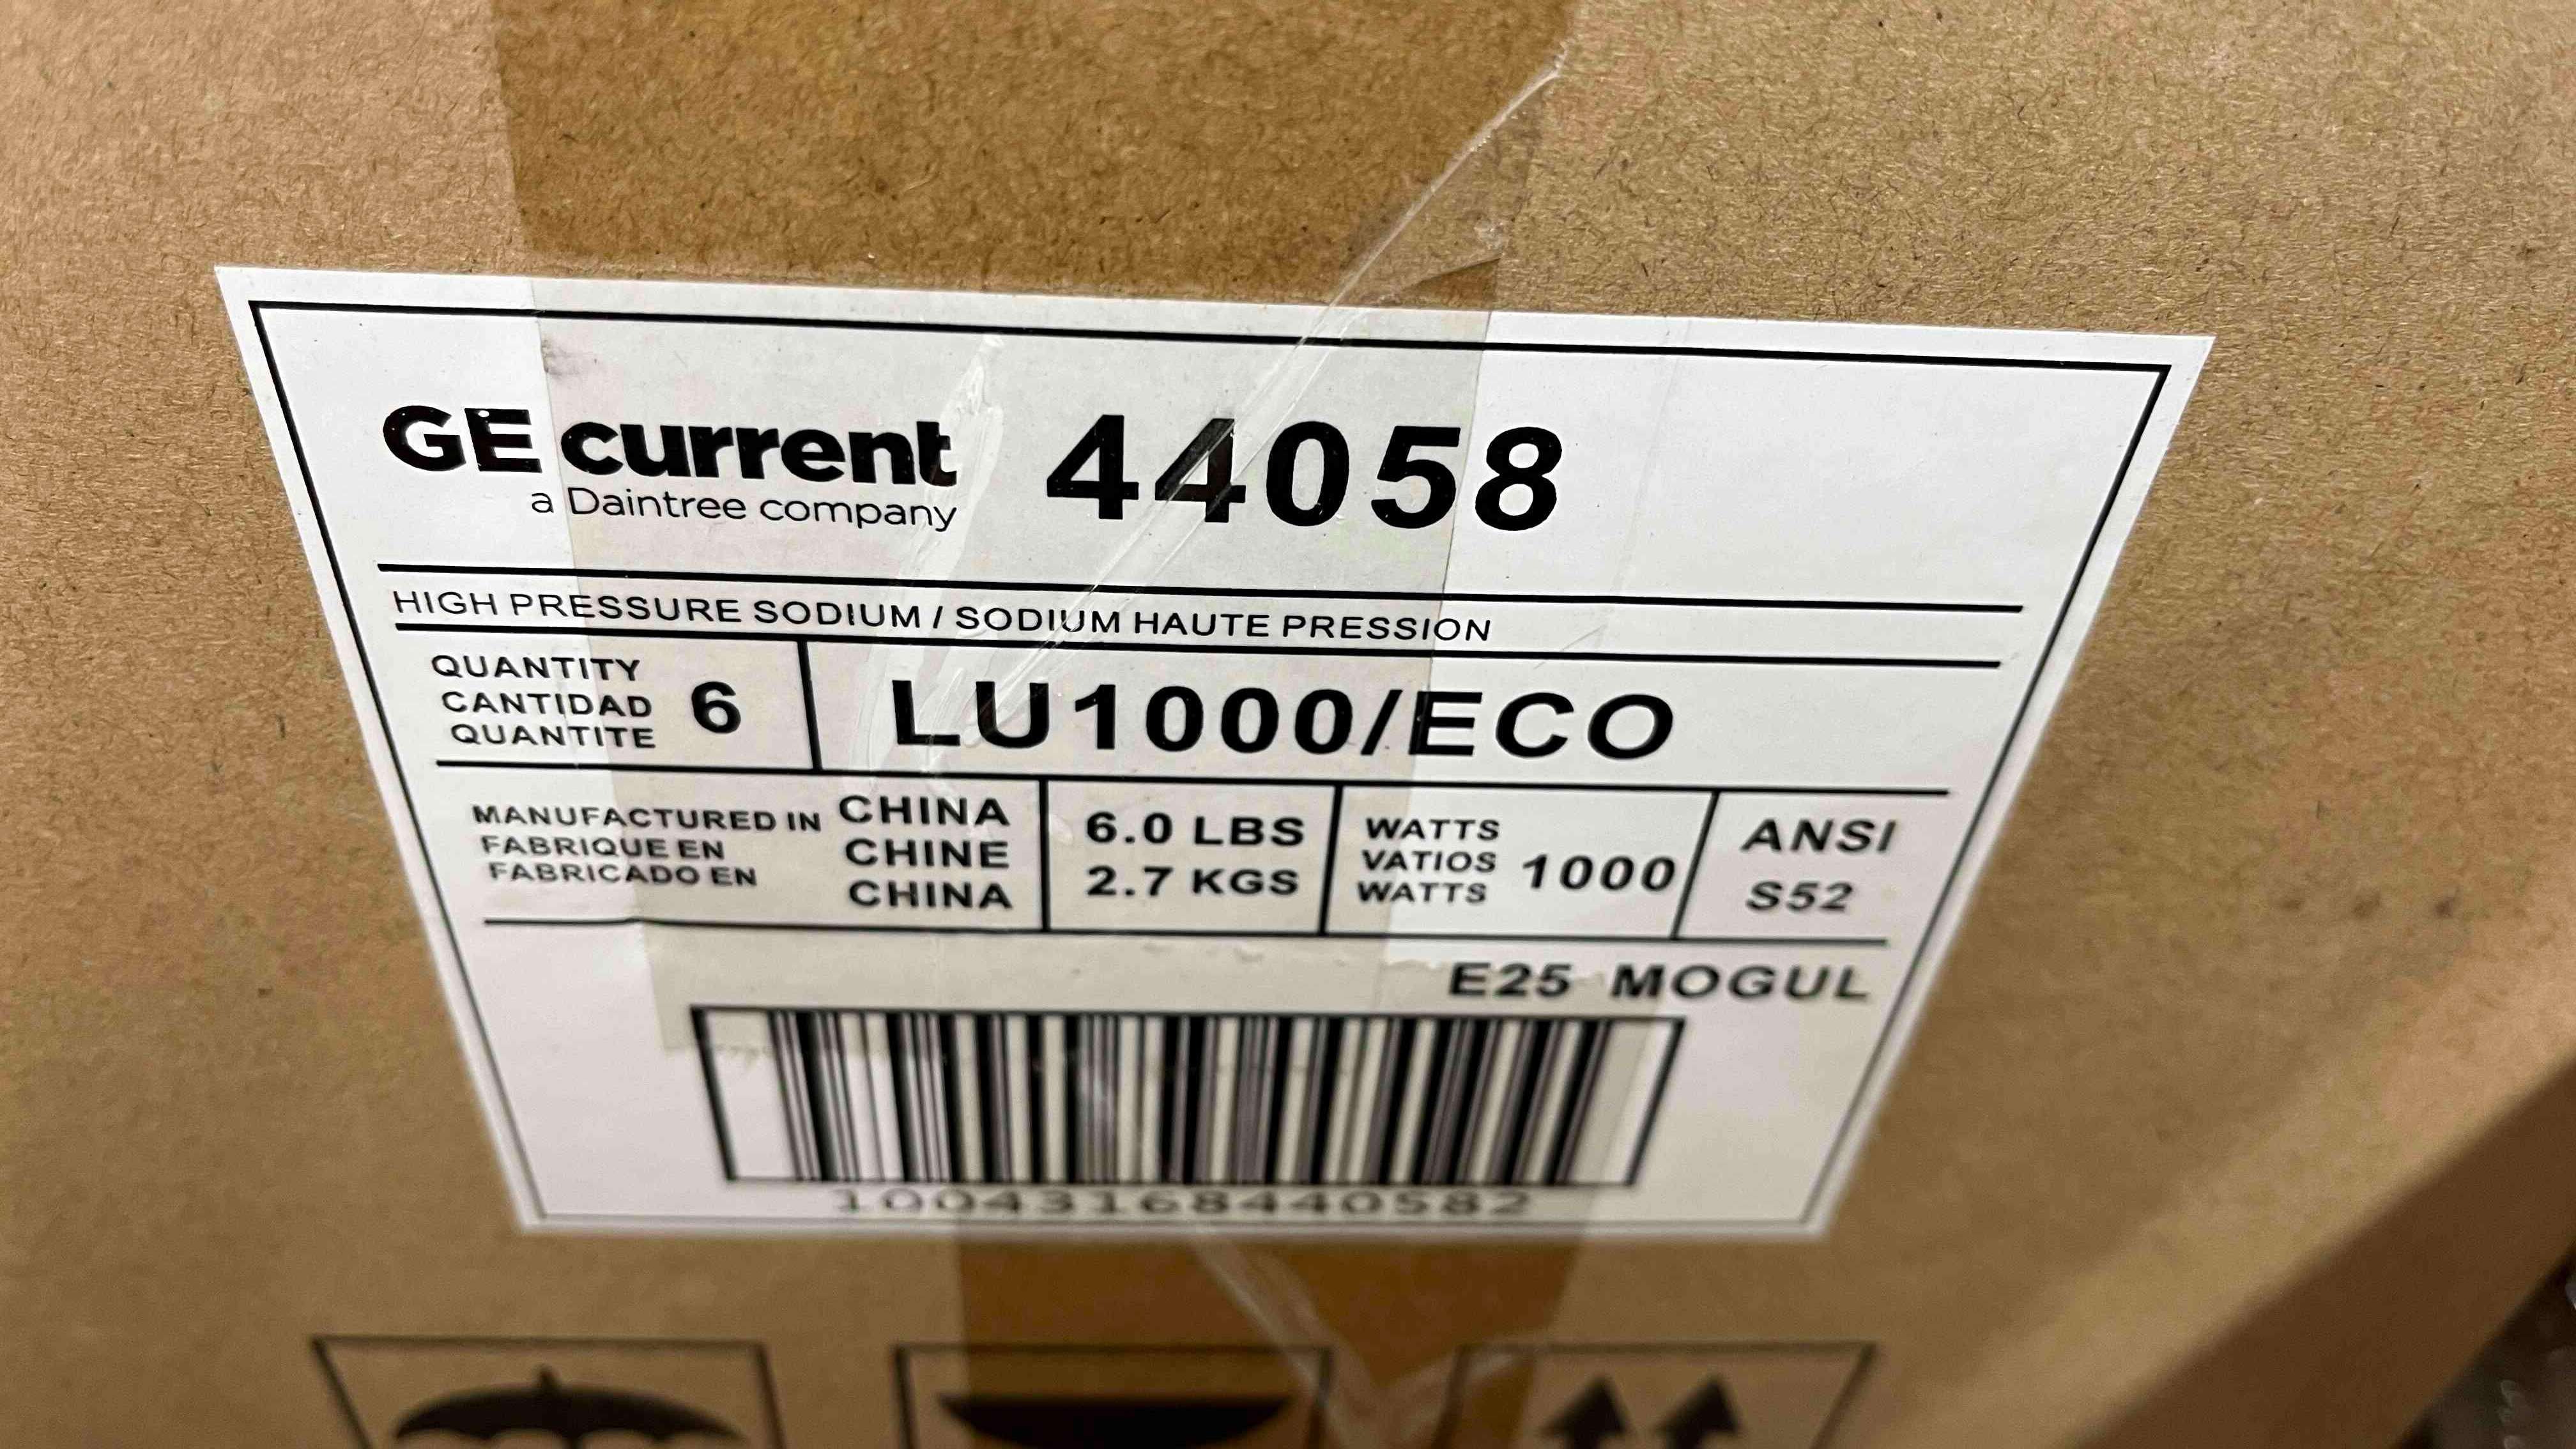 GE current 44058
a Daintree company
HIGH PRESSURE SODIUM / SODIUM HAUTE PRESSION
QUANTITY
CANTIDAD
QUANTITE
6
LU1000/ECO
MANUFACTURED IN CHINA
FABRIQUE EN CHINE
FABRICADO EN CHINA
6.0 LBS
2.7 KGS
WATTS
VATIOS
WATTS
1000
ANSI
S52
E25 MOGUL
10043168440582